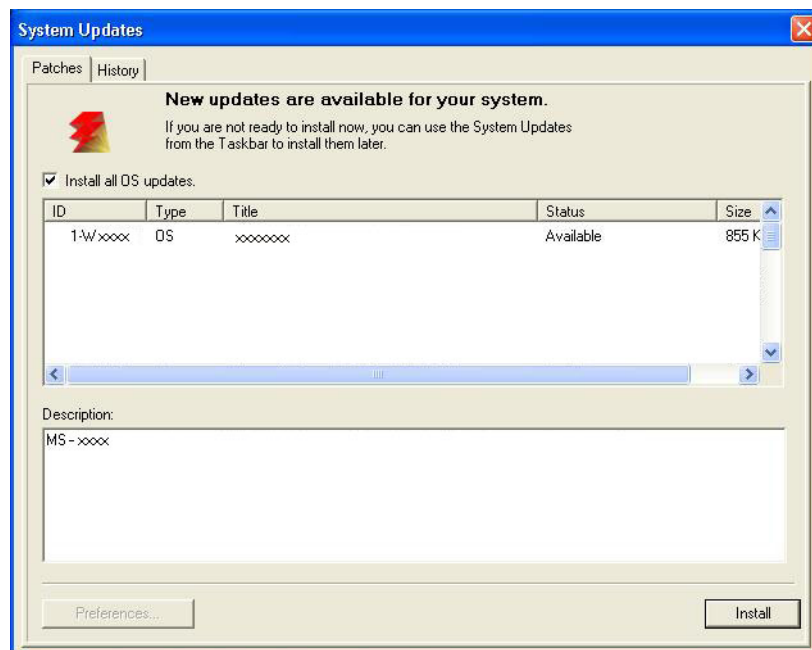 System Updates
Patches
History
New updates are available for your system.
If you are not ready to install now, you can use the System Updates
from the Taskbar to install them later.
Install all OS updates.
ID Type Title Status Size
1-Wxxxx OS xxxxxxx Available 855 K
Description:
MS - xxxx
Preferences...
Install